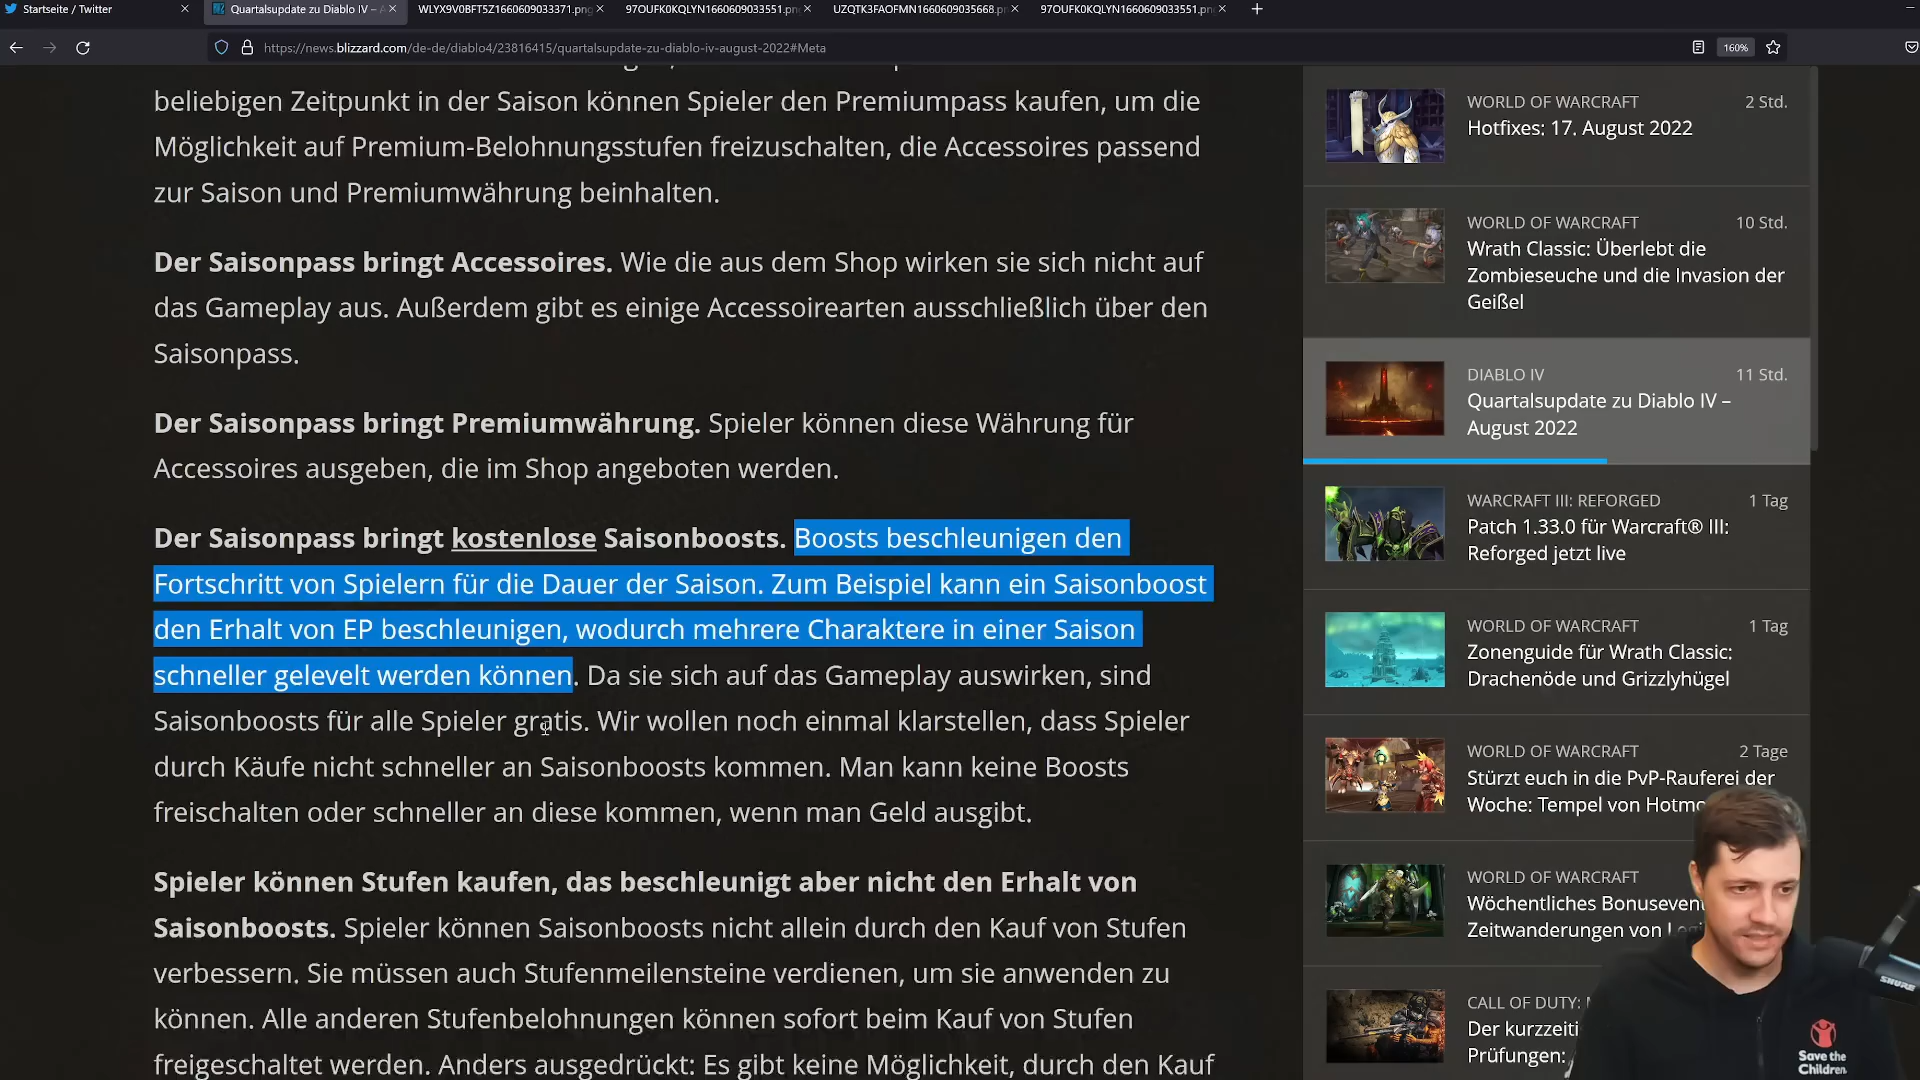 Startseite / Twitter
Quartalsupdate zu Diablo IV – A
WLYX9V0BFT5Z1660609033371.png
97OUFK0KQLYN1660609033551.pn
UZQTK3FAOFMN1660609035668.pn
97OUFK0KQLYN1660609033551.pn
https://news.blizzard.com/de-de/diablo4/23816415/quartalsupdate-zu-diablo-iv-august-2022#Meta
160%
beliebigen Zeitpunkt in der Saison können Spieler den Premiumpass kaufen, um die
Möglichkeit auf Premium-Belohnungsstufen freizuschalten, die Accessoires passend
zur Saison und Premiumwährung beinhalten.
Der Saisonpass bringt Accessoires. Wie die aus dem Shop wirken sie sich nicht auf
das Gameplay aus. Außerdem gibt es einige Accessoirearten ausschließlich über den
Saisonpass.
Der Saisonpass bringt Premiumwährung. Spieler können diese Währung für
Accessoires ausgeben, die im Shop angeboten werden.
Der Saisonpass bringt kostenlose Saisonboosts. Boosts beschleunigen den
Fortschritt von Spielern für die Dauer der Saison. Zum Beispiel kann ein Saisonboost
den Erhalt von EP beschleunigen, wodurch mehrere Charaktere in einer Saison
schneller gelevelt werden können. Da sie sich auf das Gameplay auswirken, sind
Saisonboosts für alle Spieler gratis. Wir wollen noch einmal klarstellen, dass Spieler
durch Käufe nicht schneller an Saisonboosts kommen. Man kann keine Boosts
freischalten oder schneller an diese kommen, wenn man Geld ausgibt.
Spieler können Stufen kaufen, das beschleunigt aber nicht den Erhalt von
Saisonboosts. Spieler können Saisonboosts nicht allein durch den Kauf von Stufen
verbessern. Sie müssen auch Stufenmeilensteine verdienen, um sie anwenden zu
können. Alle anderen Stufenbelohnungen können sofort beim Kauf von Stufen
freigeschaltet werden. Anders ausgedrückt: Es gibt keine Möglichkeit, durch den Kauf
WORLD OF WARCRAFT 2 Std.
Hotfixes: 17. August 2022
WORLD OF WARCRAFT 10 Std.
Wrath Classic: Überlebt die
Zombieseuche und die Invasion der
Geißel
DIABLO IV 11 Std.
Quartalsupdate zu Diablo IV –
August 2022
WARCRAFT III: REFORGED 1 Tag
Patch 1.33.0 für Warcraft® III:
Reforged jetzt live
WORLD OF WARCRAFT 1 Tag
Zonenguide für Wrath Classic:
Drachenöde und Grizzlyhügel
WORLD OF WARCRAFT 2 Tage
Stürzt euch in die PvP-Rauferei der
Woche: Tempel von Hotmo
WORLD OF WARCRAFT
Wöchentliches Bonusevent
Zeitwanderungen von
CALL OF DUTY:
Der kurzzeiti
Prüfungen:
SHURE
Save the
Children